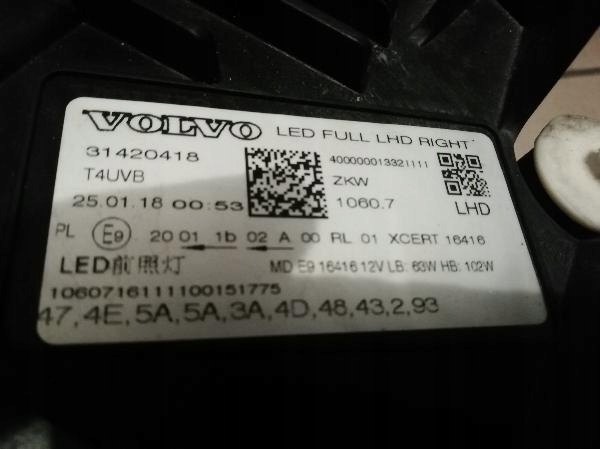 VOLVO LED FULL LHD RIGHT
31420418 400000013321111
T4UVB ZKW
25.01.18 00:53 1060.7 LHD
PL E9 20 01 1b 02 A 00 RL 01 XCERT 16416
LED前照灯 MD E9 16416 12V LB: 63W HB: 102W
10607161111100151775
47,4E,5A,5A,3A,4D,48,43,2,93